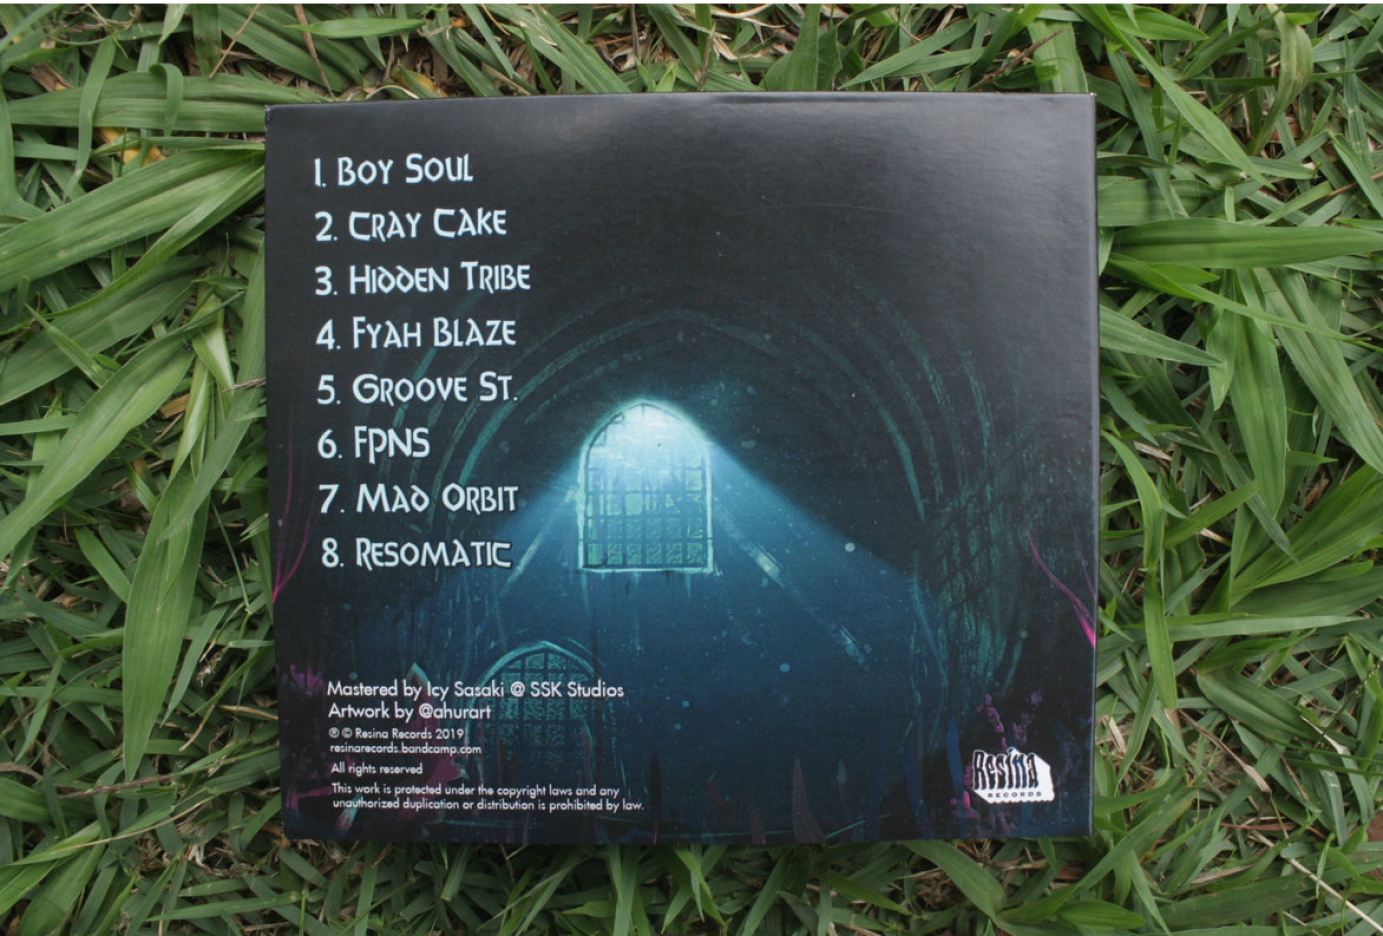 1. Boy Soul
2. Cray Cake
3. Hidden Tribe
4. Fyah Blaze
5. Groove St.
6. FPNS
7. Mad Orbit
8. Resomatic
Mastered by Icy Sasaki @ SSK Studios
Artwork by @ahurart
® © Resina Records 2019
resinarecords.bandcamp.com
All rights reserved
This work is protected under the copyright laws and any
unauthorized duplication or distribution is prohibited by law.
Resina
RECORDS